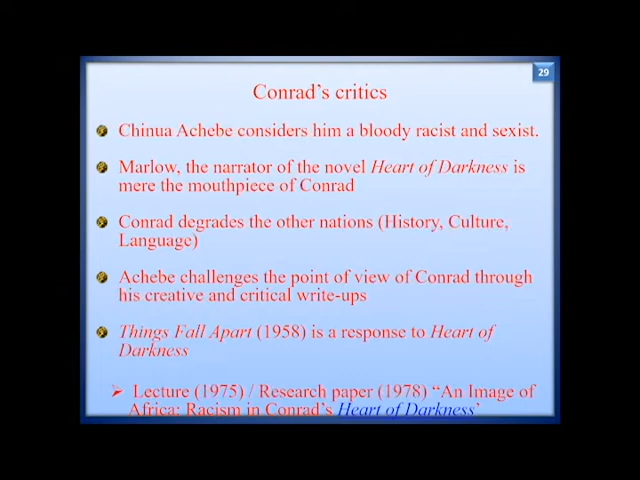 29
Conrad's critics
Chinua Achebe considers him a bloody racist and sexist.
Marlow, the narrator of the novel Heart of Darkness is
mere the mouthpiece of Conrad
Conrad degrades the other nations (History, Culture,
Language)
Achebe challenges the point of view of Conrad through
his creative and critical write-ups
Things Fall Apart (1958) is a response to Heart of
Darkness
Lecture (1975) / Research paper (1978) “An Image of
Africa: Racism in Conrad's Heart of Darkness'